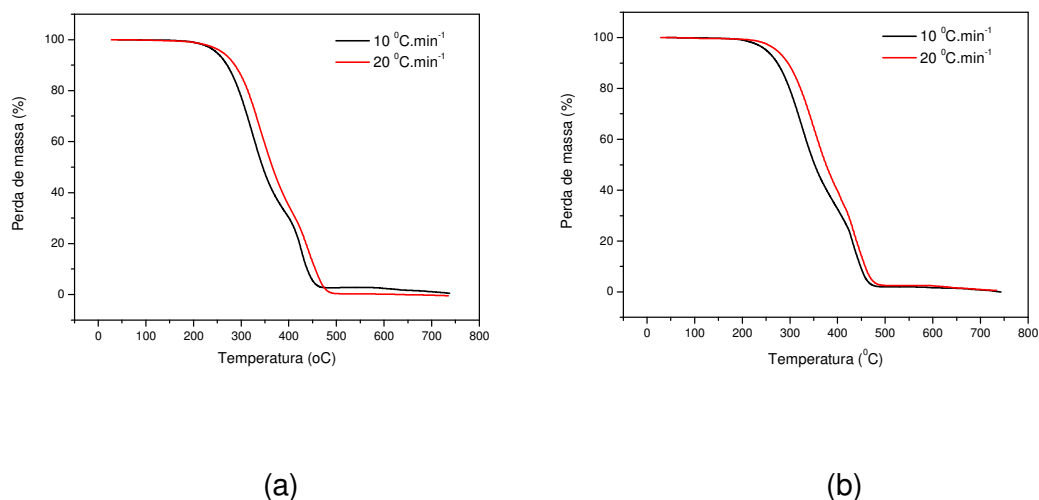 10 ⁰C.min⁻¹
20 ⁰C.min⁻¹
Perda de massa (%)
100
80
60
40
20
0
0 100 200 300 400 500 600 700 800
Temperatura (oC)
(a)
10 ⁰C.min⁻¹
20 ⁰C.min⁻¹
Perda de massa (%)
100
80
60
40
20
0
0 100 200 300 400 500 600 700 800
Temperatura (⁰C)
(b)